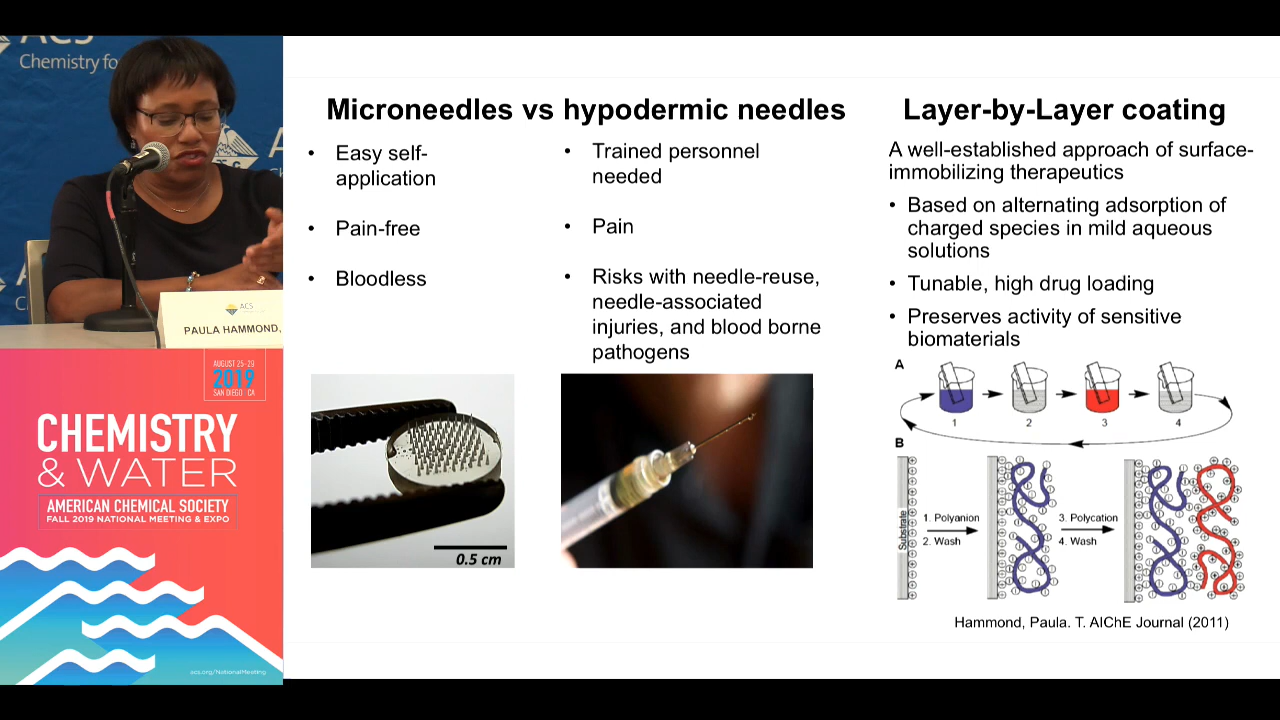 ACS
Chemistry fo
ACS
PAULA HAMMOND,
AUGUST 25-29
2019
SAN DIEGO CA
CHEMISTRY
& WATER
AMERICAN CHEMICAL SOCIETY
FALL 2019 NATIONAL MEETING & EXPO
acs.org/NationalMeeting
Microneedles vs hypodermic needles
• Easy self-
application
• Pain-free
• Bloodless
• Trained personnel
needed
• Pain
• Risks with needle-reuse,
needle-associated
injuries, and blood borne
pathogens
0.5 cm
Layer-by-Layer coating
A well-established approach of surface-
immobilizing therapeutics
• Based on alternating adsorption of
charged species in mild aqueous
solutions
• Tunable, high drug loading
• Preserves activity of sensitive
biomaterials
A
1 2 3 4
B
Substrate
1. Polyanion
2. Wash
3. Polycation
4. Wash
Hammond, Paula. T. AIChE Journal (2011)